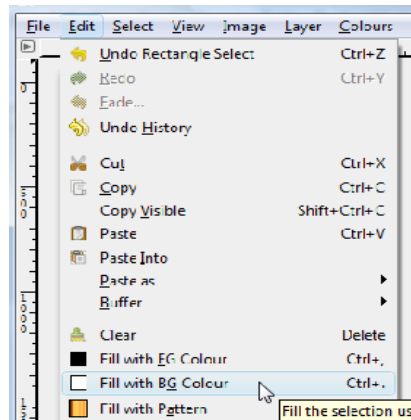 File Edit Select View Image Layer Colours
Undo Rectangle Select Ctrl+Z
Redo Ctrl+Y
Fade...
Undo History
Cut Ctrl+X
Copy Ctrl+C
Copy Visible Shift+Ctrl+C
Paste Ctrl+V
Paste Into
Paste as
Buffer
Clear Delete
Fill with FG Colour Ctrl+,
Fill with BG Colour Ctrl+.
Fill with Pattern
Fill the selection us